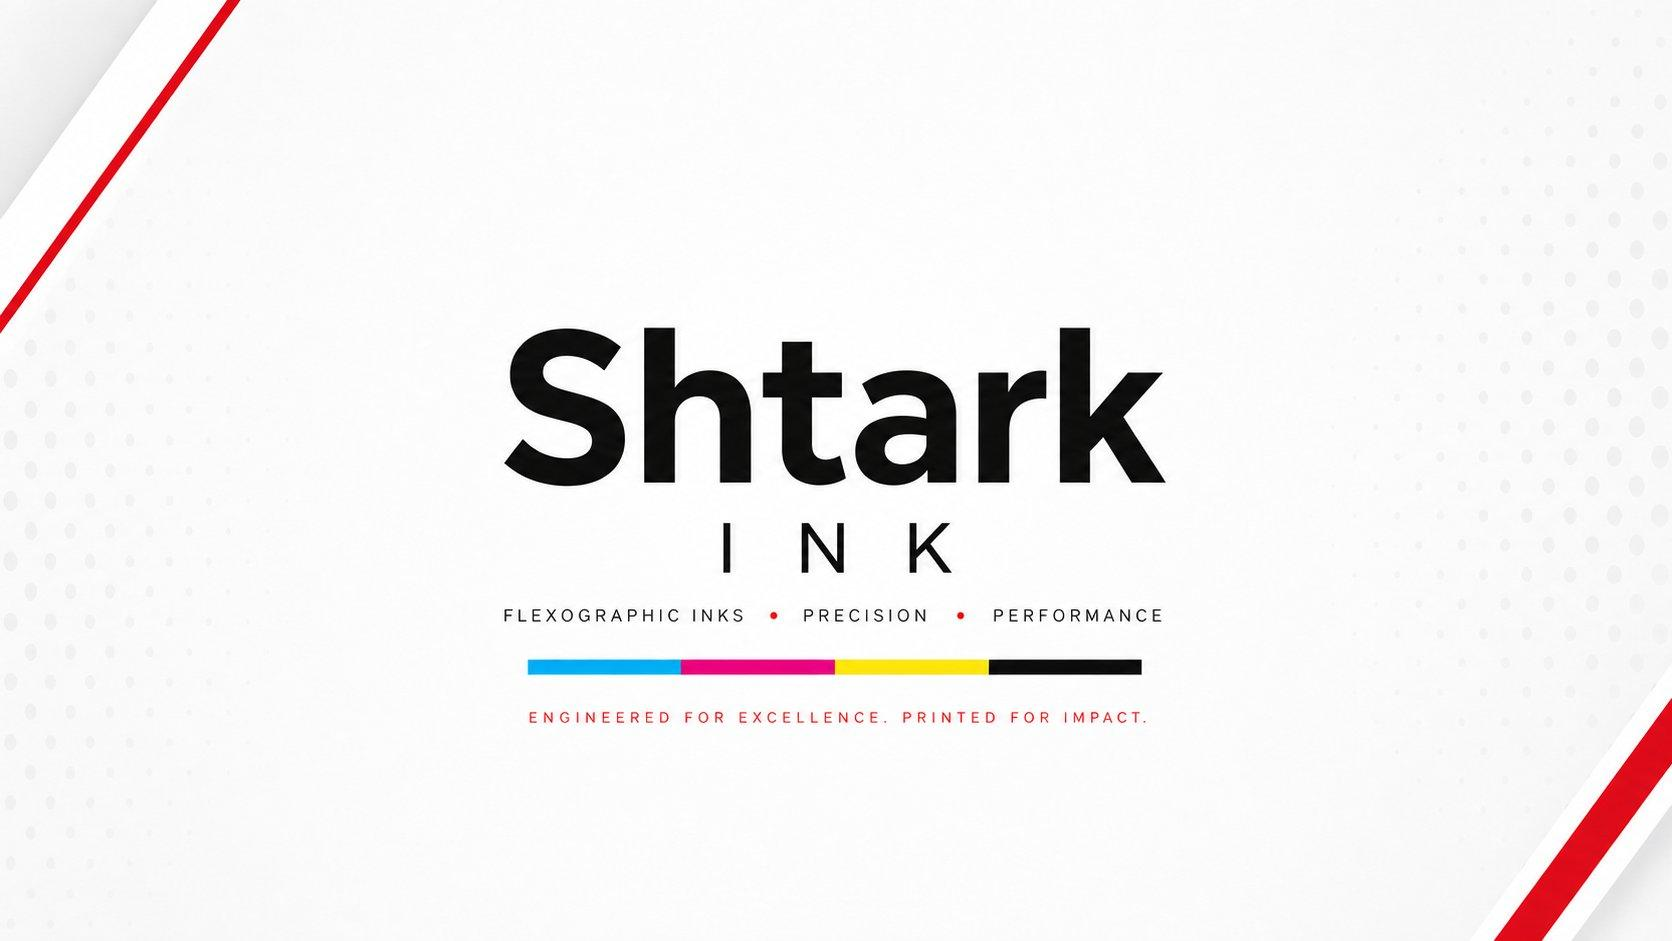 Shtark
INK
FLEXOGRAPHIC INKS • PRECISION • PERFORMANCE
ENGINEERED FOR EXCELLENCE. PRINTED FOR IMPACT.